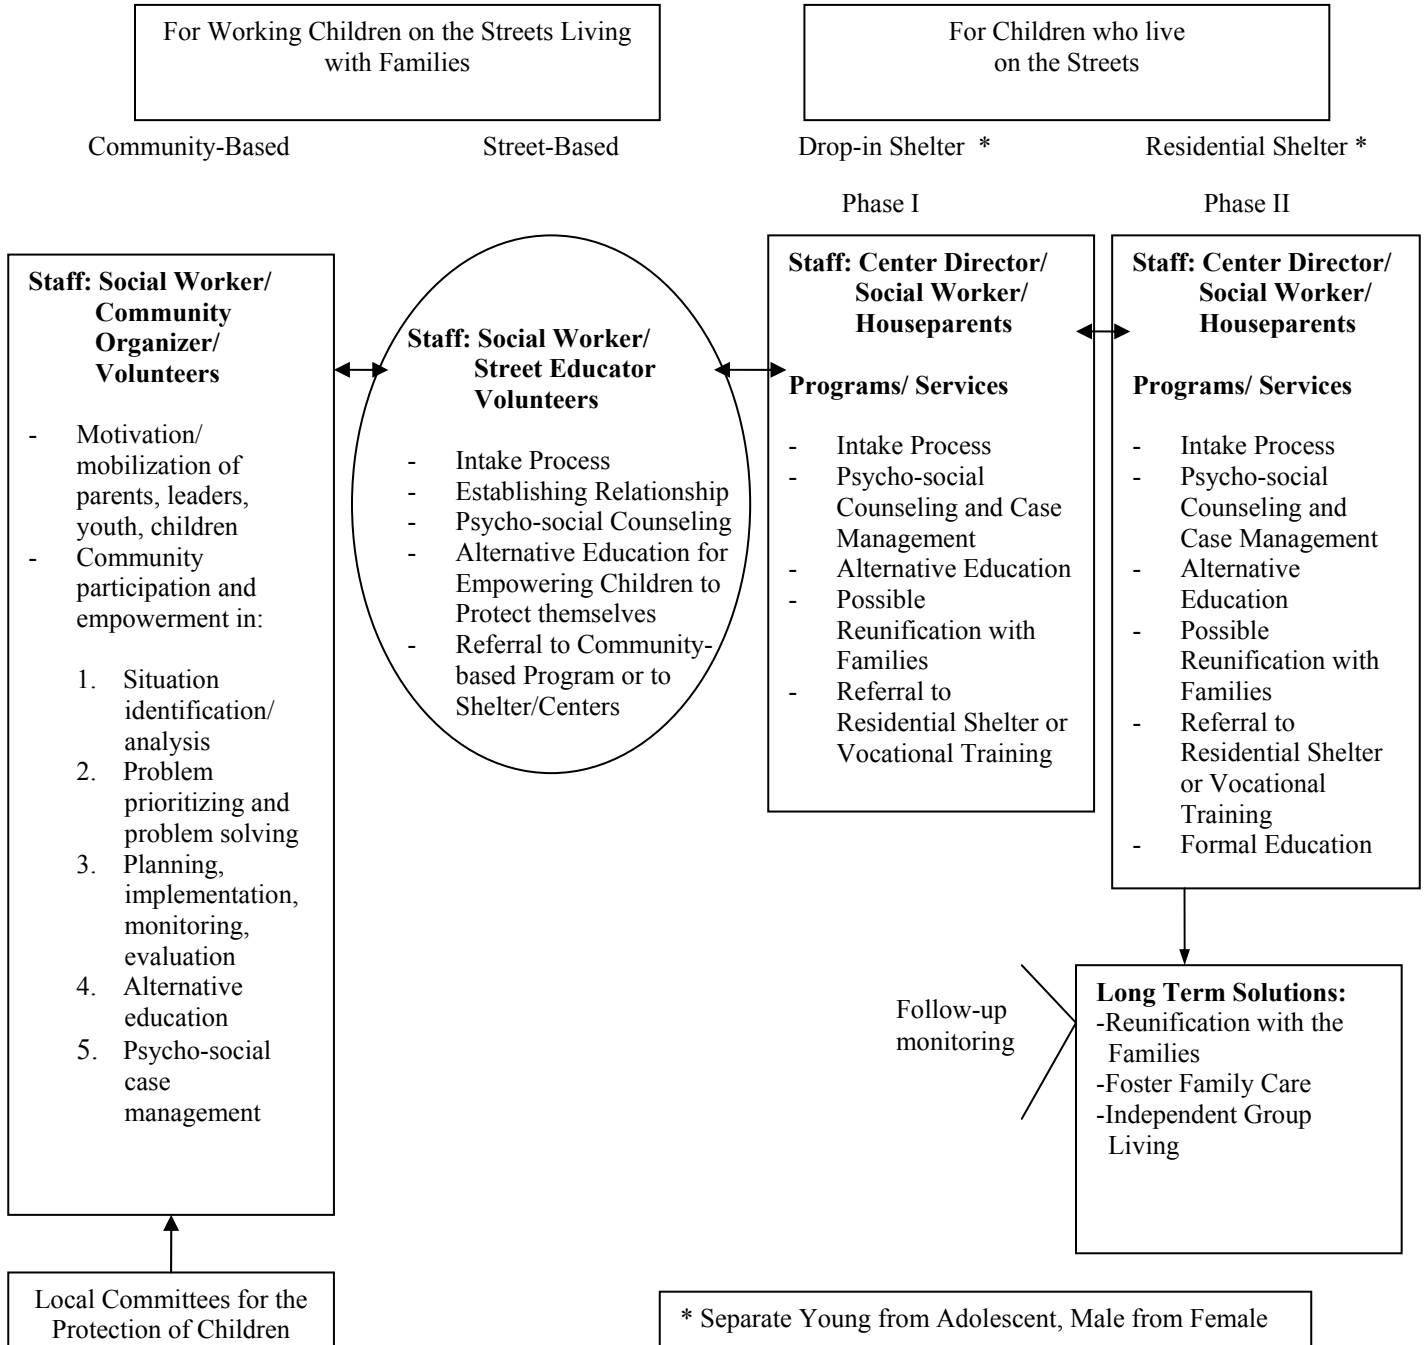 For Working Children on the Streets Living
with Families
For Children who live
on the Streets
Community-Based
Street-Based
Drop-in Shelter *
Residential Shelter *
Phase I
Phase II
Staff: Social Worker/
Community
Organizer/
Volunteers
- Motivation/
mobilization of
parents, leaders,
youth, children
- Community
participation and
empowerment in:
1. Situation
identification/
analysis
2. Problem
prioritizing and
problem solving
3. Planning,
implementation,
monitoring,
evaluation
4. Alternative
education
5. Psycho-social
case
management
Staff: Social Worker/
Street Educator
Volunteers
- Intake Process
- Establishing Relationship
- Psycho-social Counseling
- Alternative Education for
Empowering Children to
Protect themselves
- Referral to Community-
based Program or to
Shelter/Centers
Staff: Center Director/
Social Worker/
Houseparents
Programs/ Services
- Intake Process
- Psycho-social
Counseling and Case
Management
- Alternative Education
- Possible
Reunification with
Families
- Referral to
Residential Shelter or
Vocational Training
Staff: Center Director/
Social Worker/
Houseparents
Programs/ Services
- Intake Process
- Psycho-social
Counseling and
Case Management
- Alternative
Education
- Possible
Reunification with
Families
- Referral to
Residential Shelter
or Vocational
Training
- Formal Education
Follow-up
monitoring
Long Term Solutions:
-Reunification with the
Families
-Foster Family Care
-Independent Group
Living
Local Committees for the
Protection of Children
* Separate Young from Adolescent, Male from Female